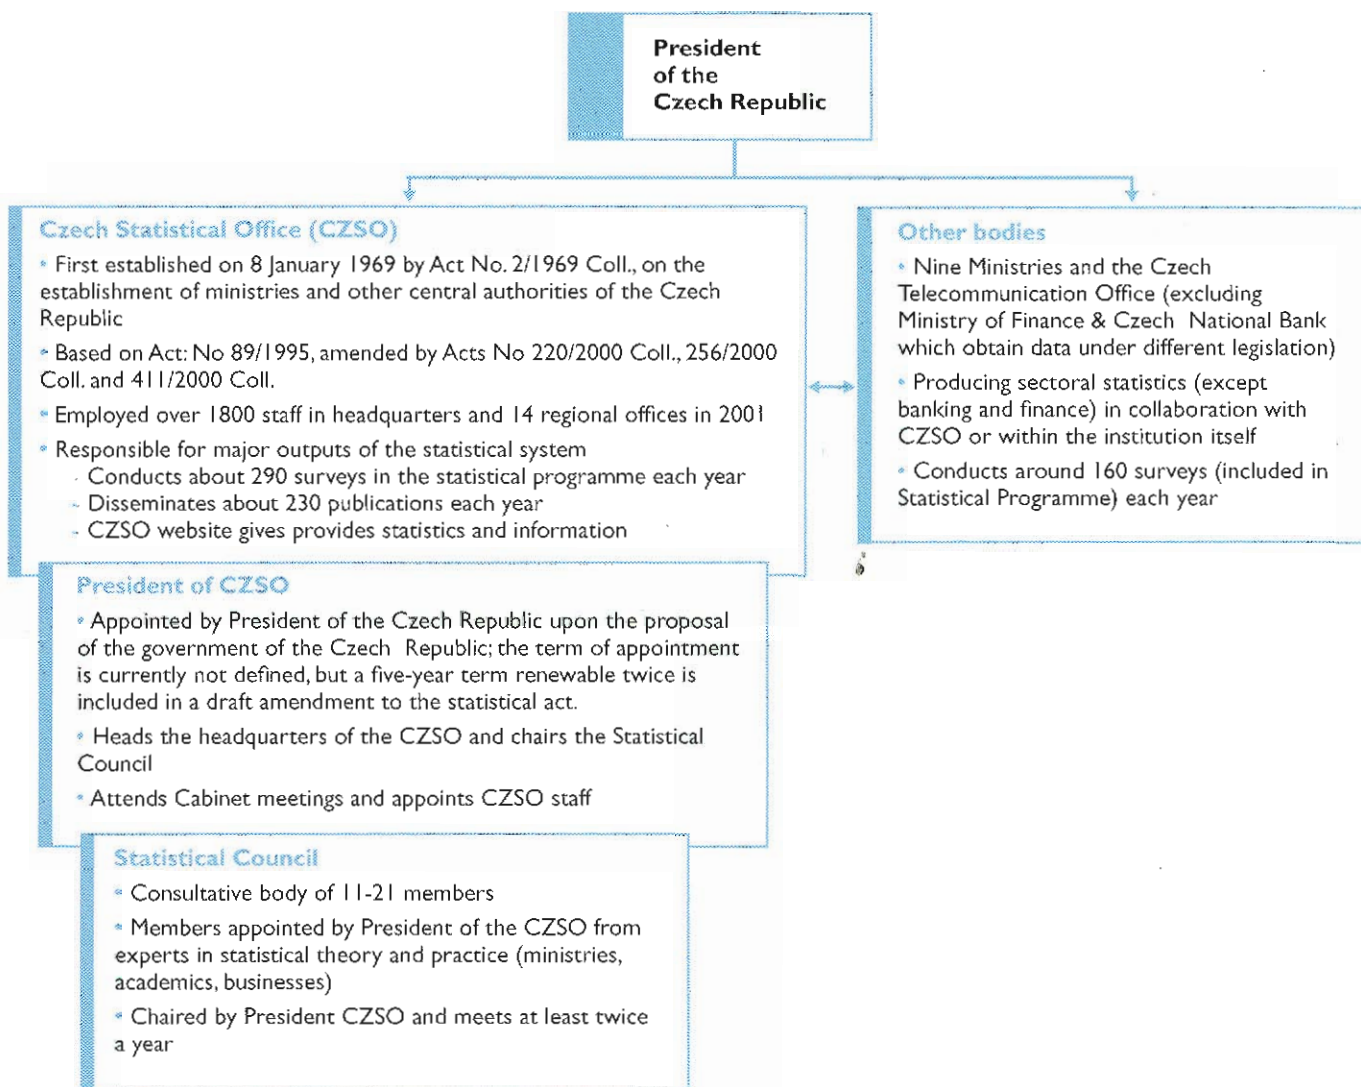 President
of the
Czech Republic
Czech Statistical Office (CZSO)
• First established on 8 January 1969 by Act No. 2/1969 Coll., on the
establishment of ministries and other central authorities of the Czech
Republic
• Based on Act: No 89/1995, amended by Acts No 220/2000 Coll., 256/2000
Coll. and 411/2000 Coll.
• Employed over 1800 staff in headquarters and 14 regional offices in 2001
• Responsible for major outputs of the statistical system
- Conducts about 290 surveys in the statistical programme each year
- Disseminates about 230 publications each year
- CZSO website gives provides statistics and information
Other bodies
• Nine Ministries and the Czech
Telecommunication Office (excluding
Ministry of Finance & Czech National Bank
which obtain data under different legislation)
• Producing sectoral statistics (except
banking and finance) in collaboration with
CZSO or within the institution itself
• Conducts around 160 surveys (included in
Statistical Programme) each year
President of CZSO
• Appointed by President of the Czech Republic upon the proposal
of the government of the Czech Republic; the term of appointment
is currently not defined, but a five-year term renewable twice is
included in a draft amendment to the statistical act.
• Heads the headquarters of the CZSO and chairs the Statistical
Council
• Attends Cabinet meetings and appoints CZSO staff
Statistical Council
• Consultative body of 11-21 members
• Members appointed by President of the CZSO from
experts in statistical theory and practice (ministries,
academics, businesses)
• Chaired by President CZSO and meets at least twice
a year